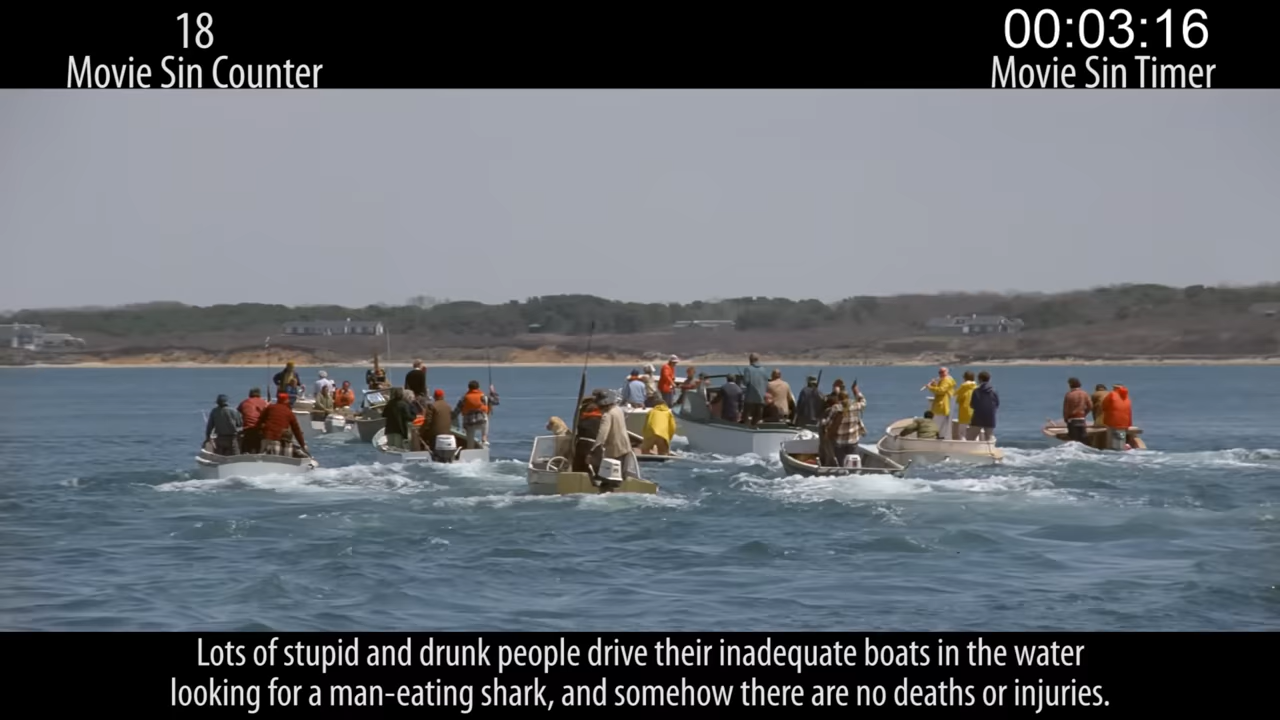 18
Movie Sin Counter
00:03:16
Movie Sin Timer
Lots of stupid and drunk people drive their inadequate boats in the water
looking for a man-eating shark, and somehow there are no deaths or injuries.